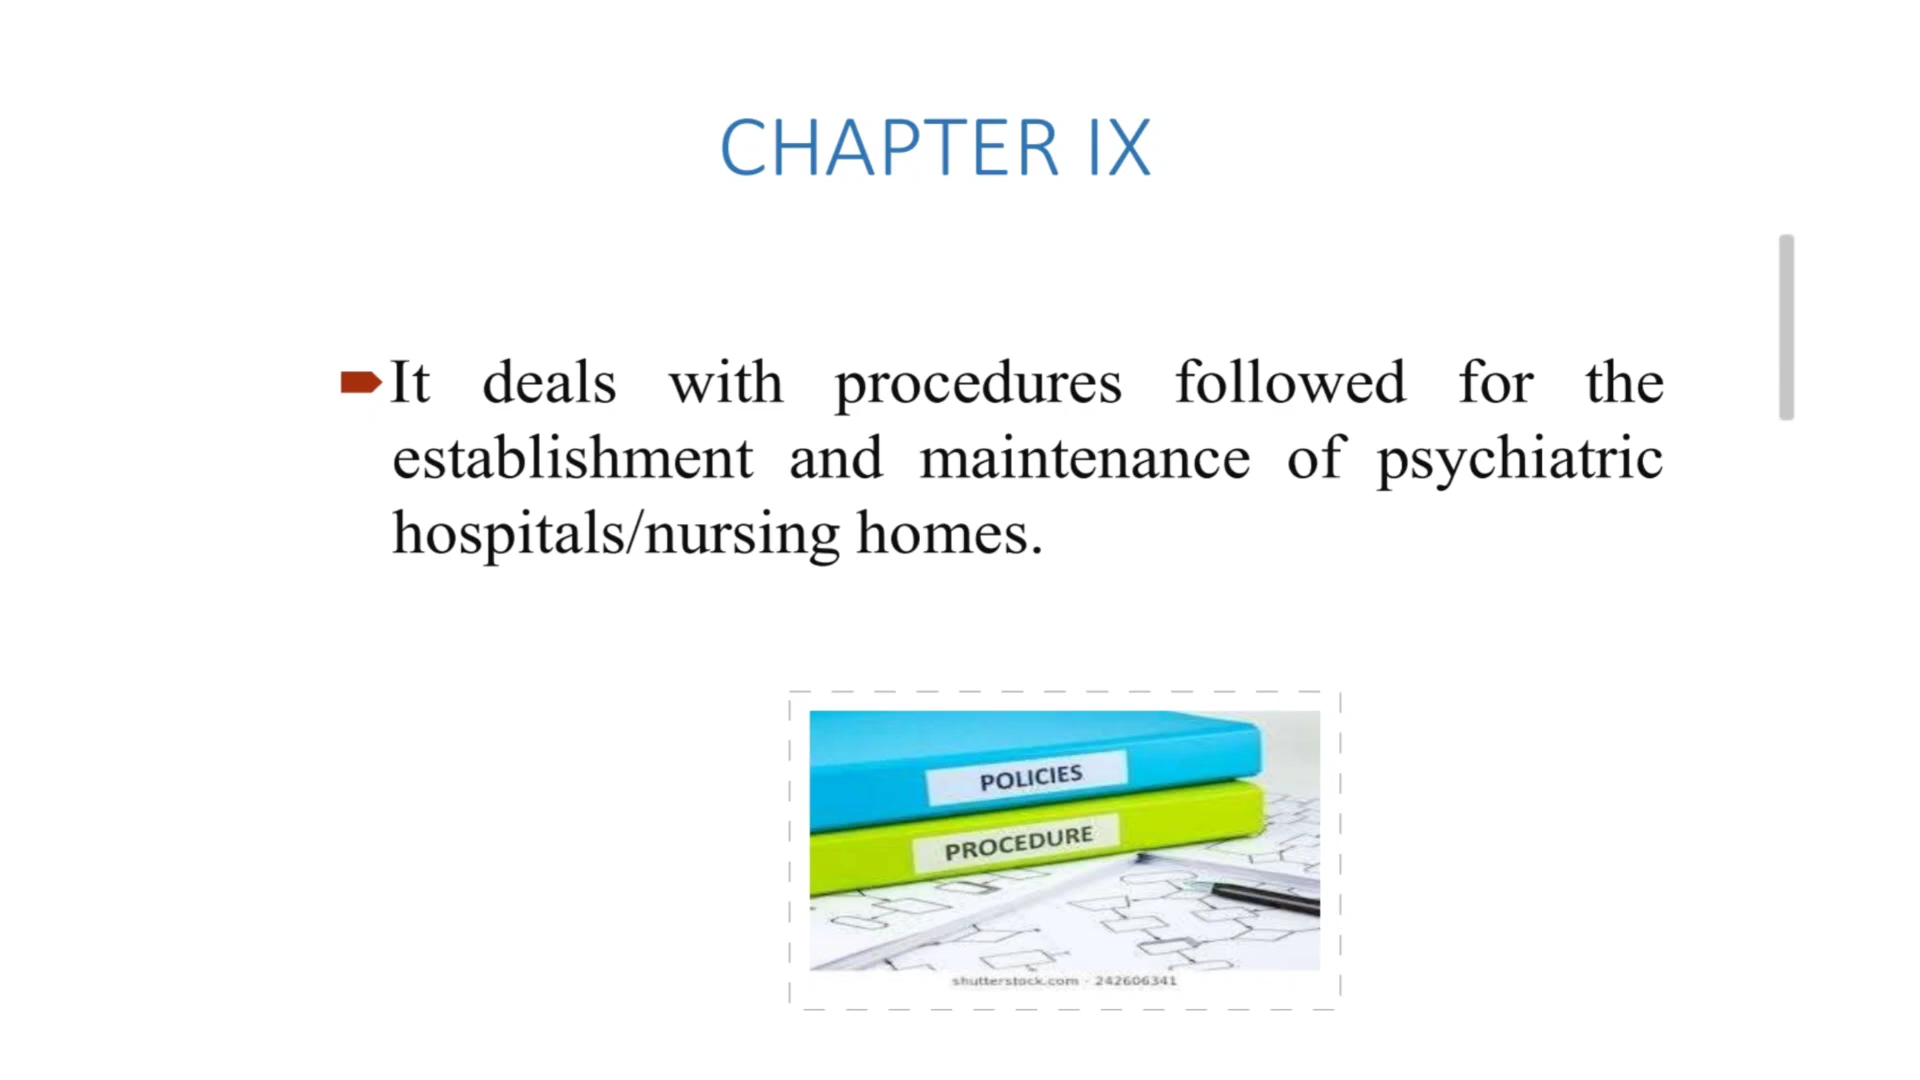 CHAPTER IX
It deals with procedures followed for the
establishment and maintenance of psychiatric
hospitals/nursing homes.
POLICIES
PROCEDURE
shutterstock.com · 242606341